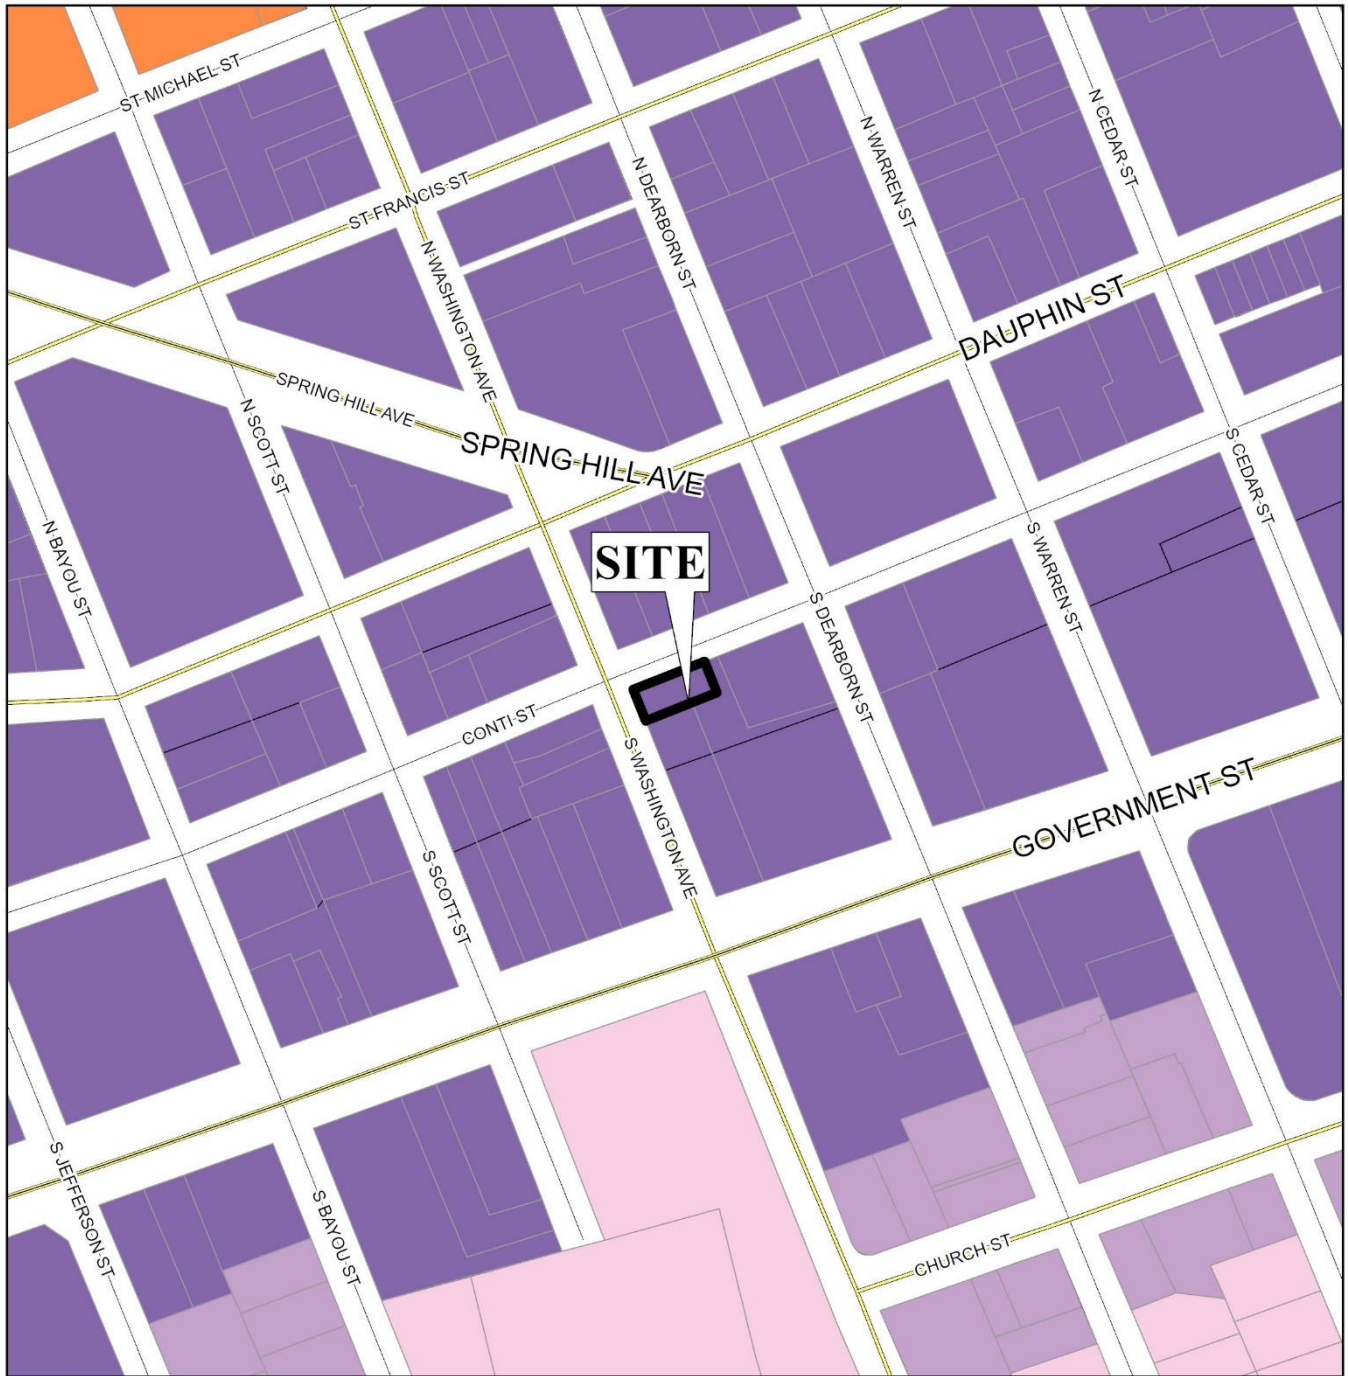 ST MICHAEL ST
N CEDAR ST
N WARREN ST
N DEARBORN ST
ST FRANCIS ST
N WASHINGTON AVE
DAUPHIN ST
SPRING HILL AVE
N SCOTT ST
SPRING HILL AVE
S CEDAR ST
N BAYOU ST
SITE
S WARREN ST
S DEARBORN ST
CONTI ST
S WASHINGTON AVE
GOVERNMENT ST
S SCOTT ST
S JEFFERSON ST
S BAYOU ST
CHURCH ST